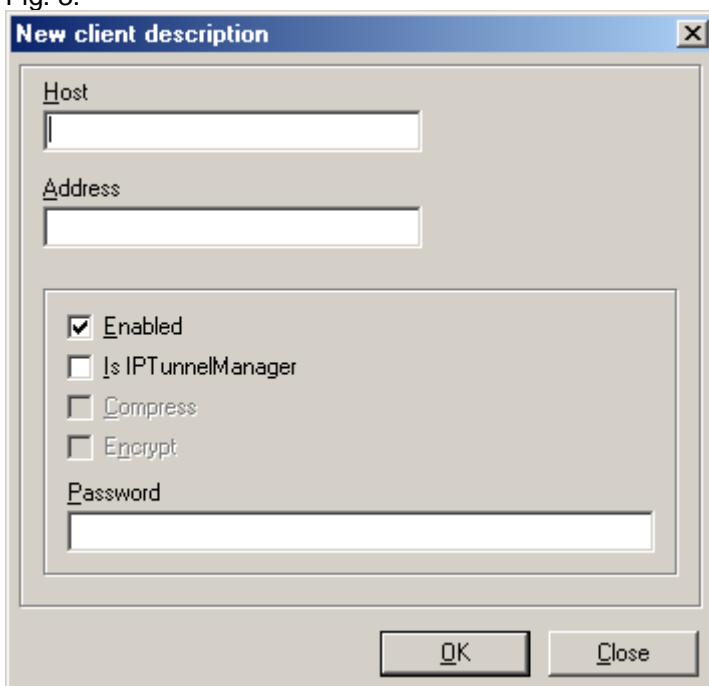 New client description
Host
Address
Enabled
Is IPTunnelManager
Compress
Encrypt
Password
OK
Close